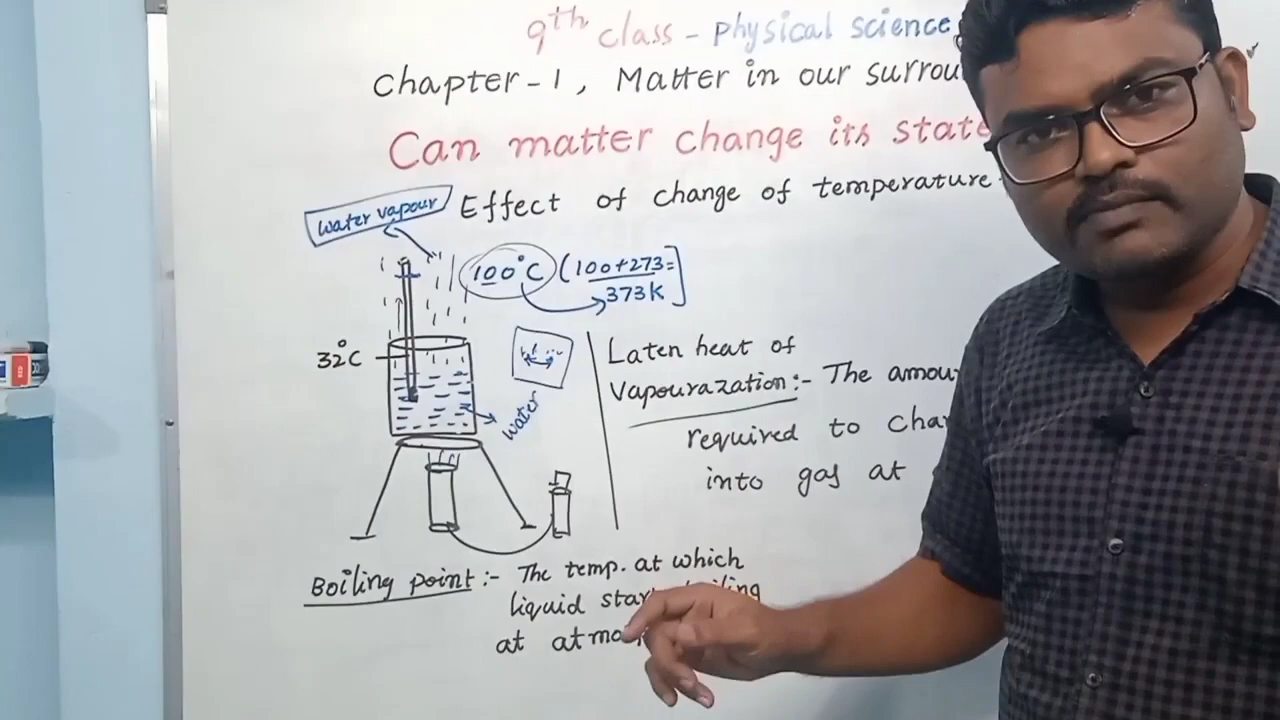 9th class - physical science
Chapter-1, Matter in our surrou
Can matter change its state
Effect of change of temperature
water vapour
100°C (100+273=
373K]
32°C
water
Laten heat of
Vapourazation:- The amou
required to char
into gas at
Boiling point:- The temp. at which
liquid star
at atmo